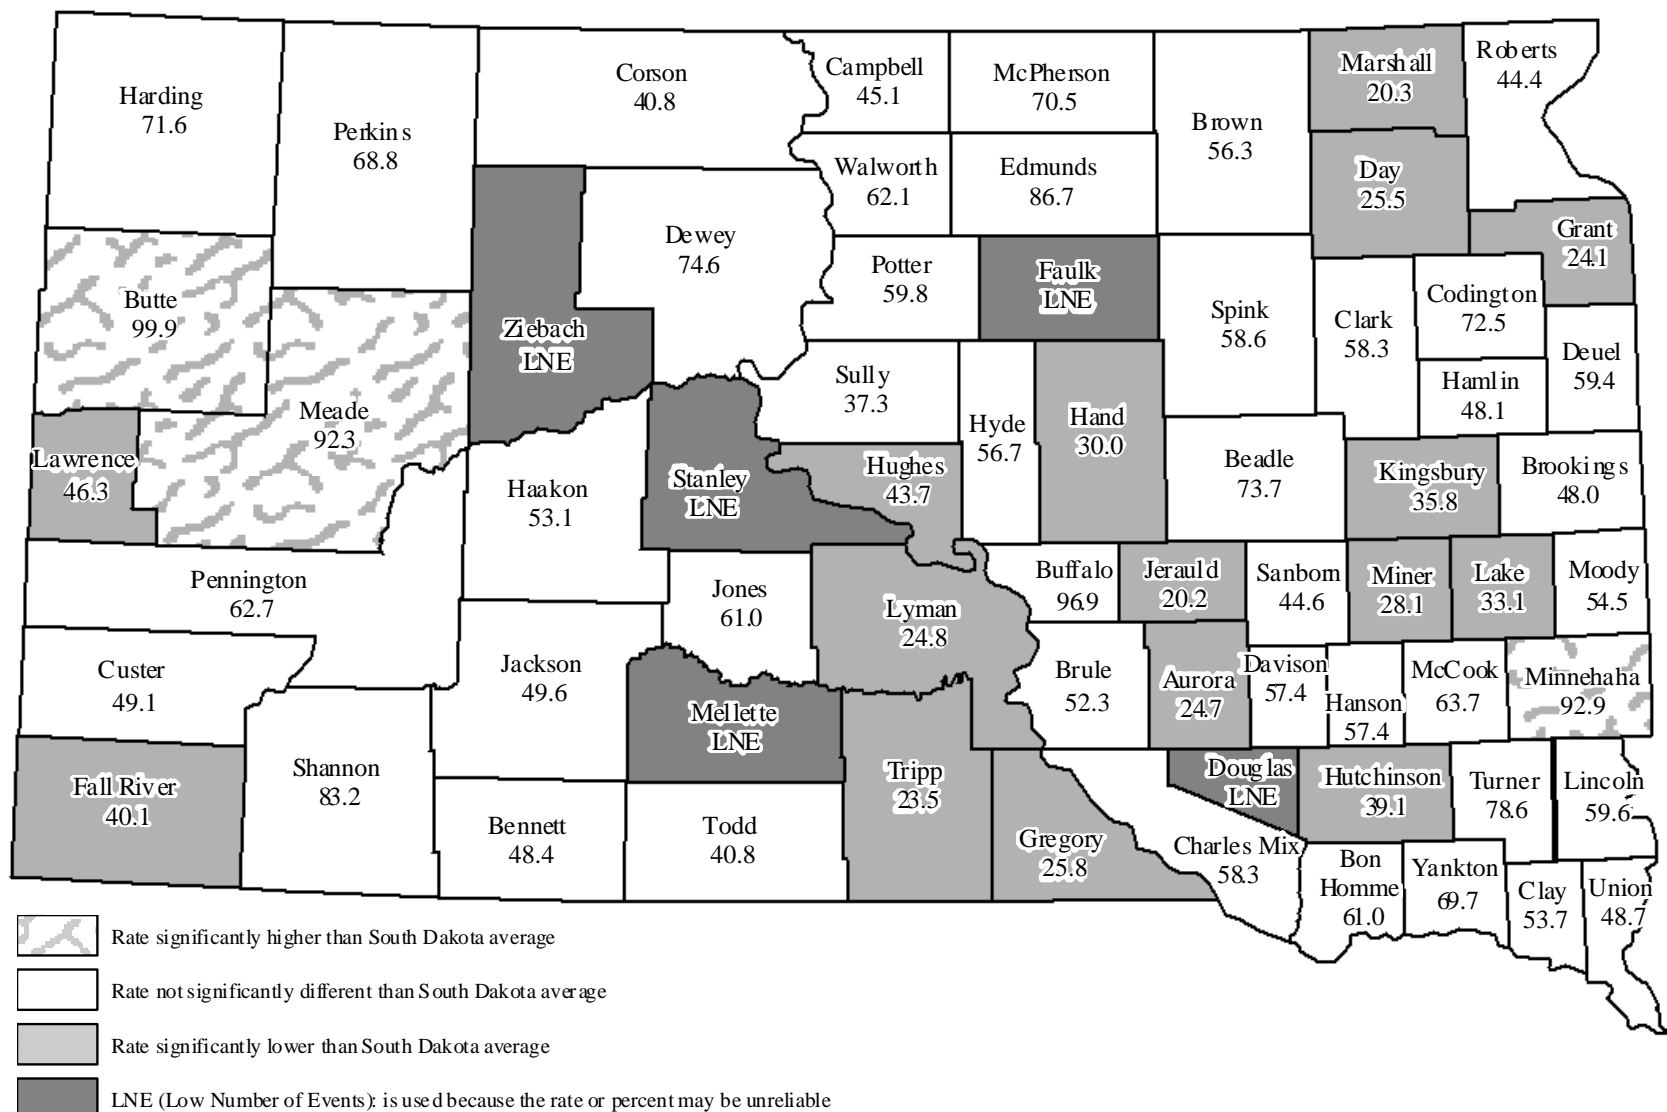 Harding
71.6
Perkins
68.8
Corson
40.8
Campbell
45.1
McPherson
70.5
Brown
56.3
Marshall
20.3
Roberts
44.4
Walworth
62.1
Edmunds
86.7
Day
25.5
Grant
24.1
Butte
99.9
Dewey
74.6
Potter
59.8
Faulk
LNE
Spink
58.6
Clark
58.3
Codington
72.5
Ziebach
LNE
Deuel
59.4
Hamlin
48.1
Meade
92.3
Sully
37.3
Hyde
56.7
Hand
30.0
Lawrence
46.3
Haakon
53.1
Stanley
LNE
Hughes
43.7
Beadle
73.7
Kingsbury
35.8
Brookings
48.0
Pennington
62.7
Jones
61.0
Lyman
24.8
Buffalo
96.9
Jerauld
20.2
Sanborn
44.6
Miner
28.1
Lake
33.1
Moody
54.5
Custer
49.1
Jackson
49.6
Brule
52.3
Aurora
24.7
Davison
57.4
Hanson
57.4
McCook
63.7
Minnehaha
92.9
Mellette
LNE
Fall River
40.1
Shannon
83.2
Tripp
23.5
Douglas
LNE
Hutchinson
39.1
Turner
78.6
Lincoln
59.6
Bennett
48.4
Todd
40.8
Gregory
25.8
Charles Mix
58.3
Bon
Homme
61.0
Yankton
69.7
Clay
53.7
Union
48.7
Rate significantly higher than South Dakota average
Rate not significantly different than South Dakota average
Rate significantly lower than South Dakota average
LNE (Low Number of Events): is used because the rate or percent may be unreliable